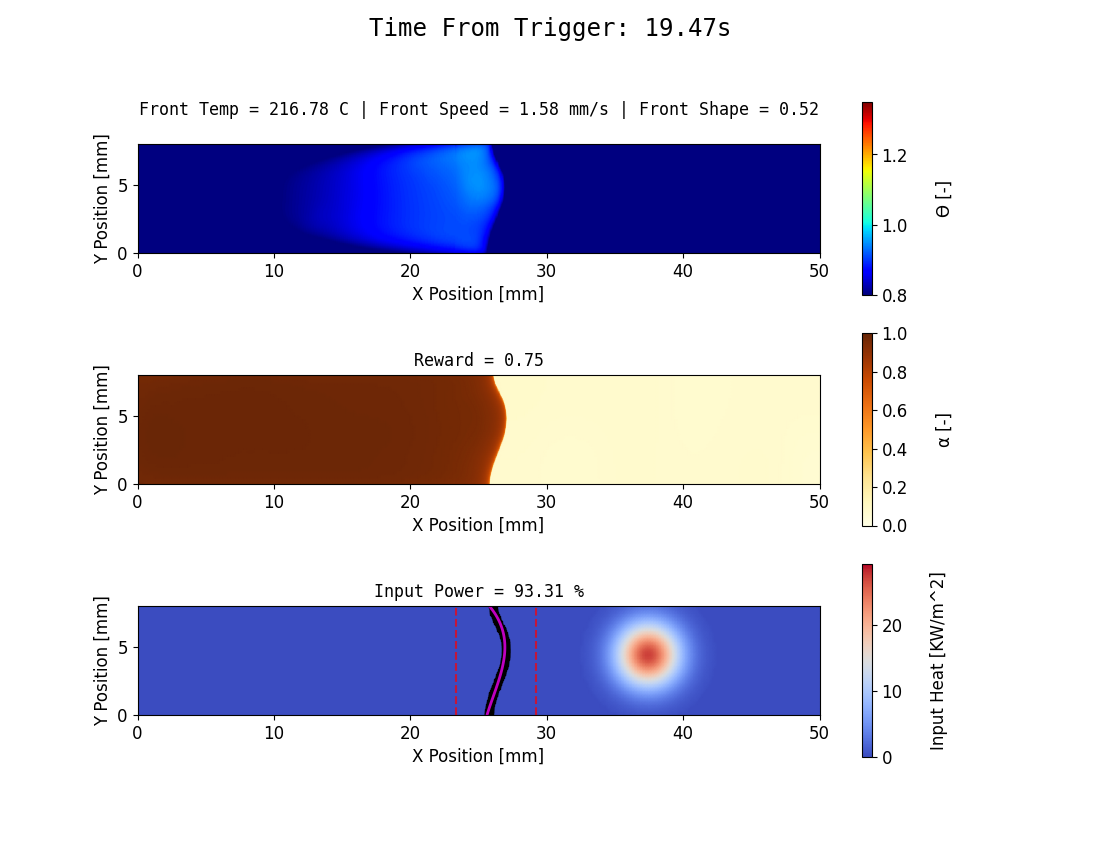 Time From Trigger: 19.47s
Front Temp = 216.78 C | Front Speed = 1.58 mm/s | Front Shape = 0.52
Y Position [mm]
5
0
0 10 20 30 40 50
X Position [mm]
1.2
1.0
0.8
Θ [-]
Reward = 0.75
Y Position [mm]
5
0
0 10 20 30 40 50
X Position [mm]
1.0
0.8
0.6
0.4
0.2
0.0
α [-]
Input Power = 93.31 %
Y Position [mm]
5
0
0 10 20 30 40 50
X Position [mm]
20
10
0
Input Heat [KW/m^2]